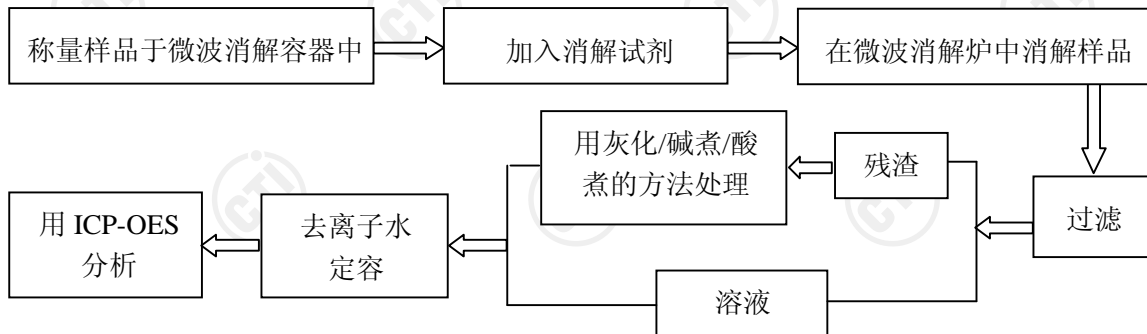 称量样品于微波消解容器中
加入消解试剂
在微波消解炉中消解样品
过滤
残渣
用灰化/碱煮/酸
煮的方法处理
溶液
去离子水
定容
用 ICP-OES
分析
CTI
CTI
CTI